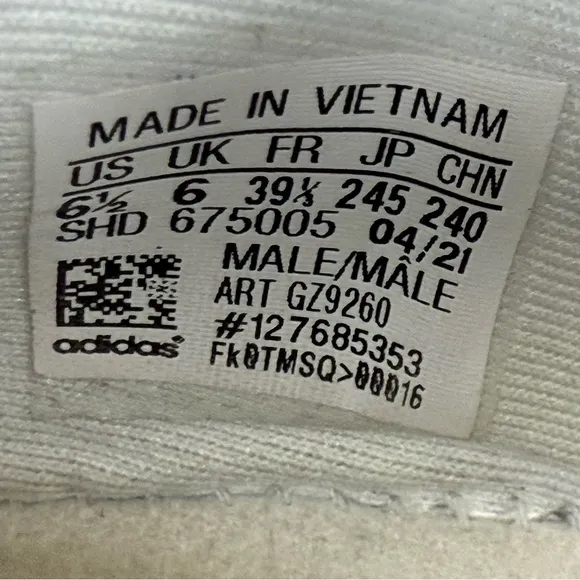 MADE IN VIETNAM
US UK FR JP CHN
6½ 6 39⅓ 245 240
SHD 675005 04/21
MALE/MÂLE
ART GZ9260
#127685353
adidas FK0TMSQ>00016